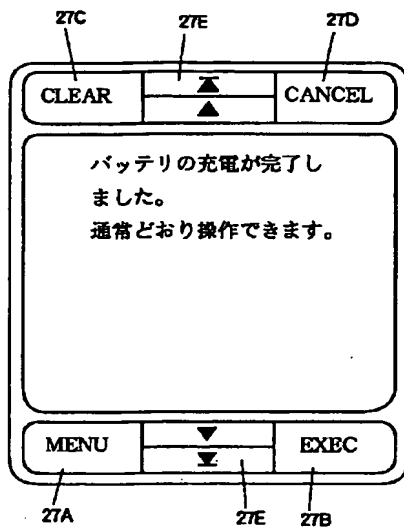 27C 27E 27D
CLEAR CANCEL
バッテリの充電が完了し
ました。
通常どおり操作できます。
MENU EXEC
27A 27E 27B